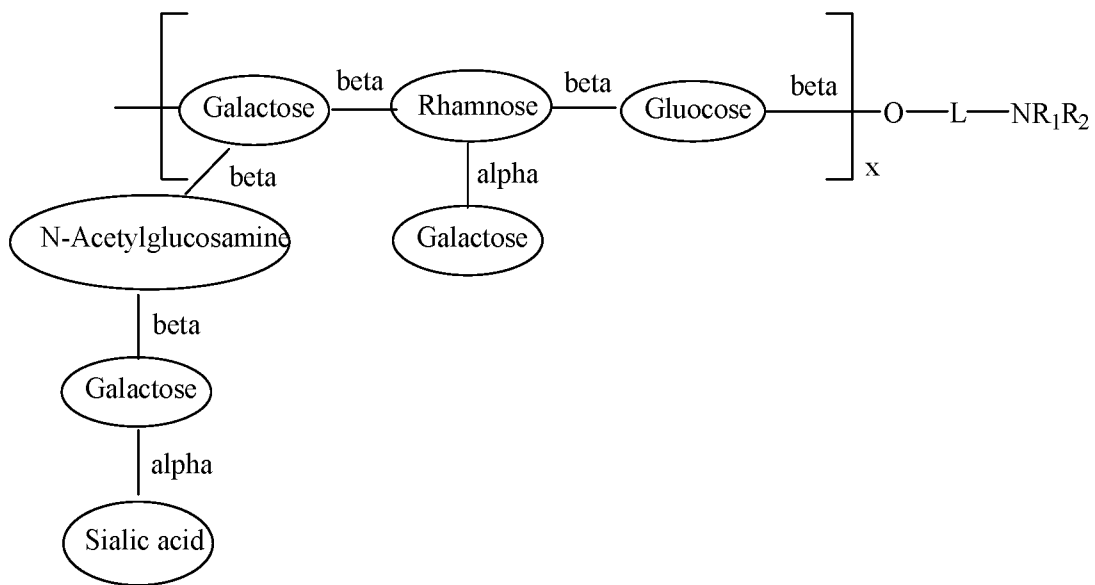 beta beta beta
Galactose Rhamnose Gluocose O L NR₁R₂
x
beta alpha
N-Acetylglucosamine Galactose
beta
Galactose
alpha
Sialic acid